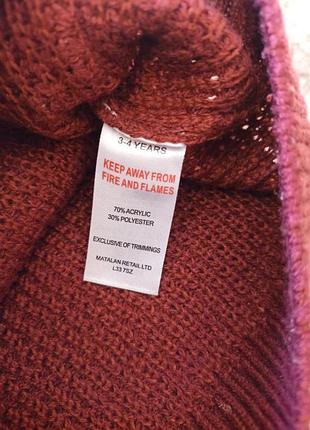 3-4 YEARS
KEEP AWAY FROM
FIRE AND FLAMES
70% ACRYLIC
30% POLYESTER
EXCLUSIVE OF TRIMMINGS
MATALAN RETAIL LTD
L33 7SZ